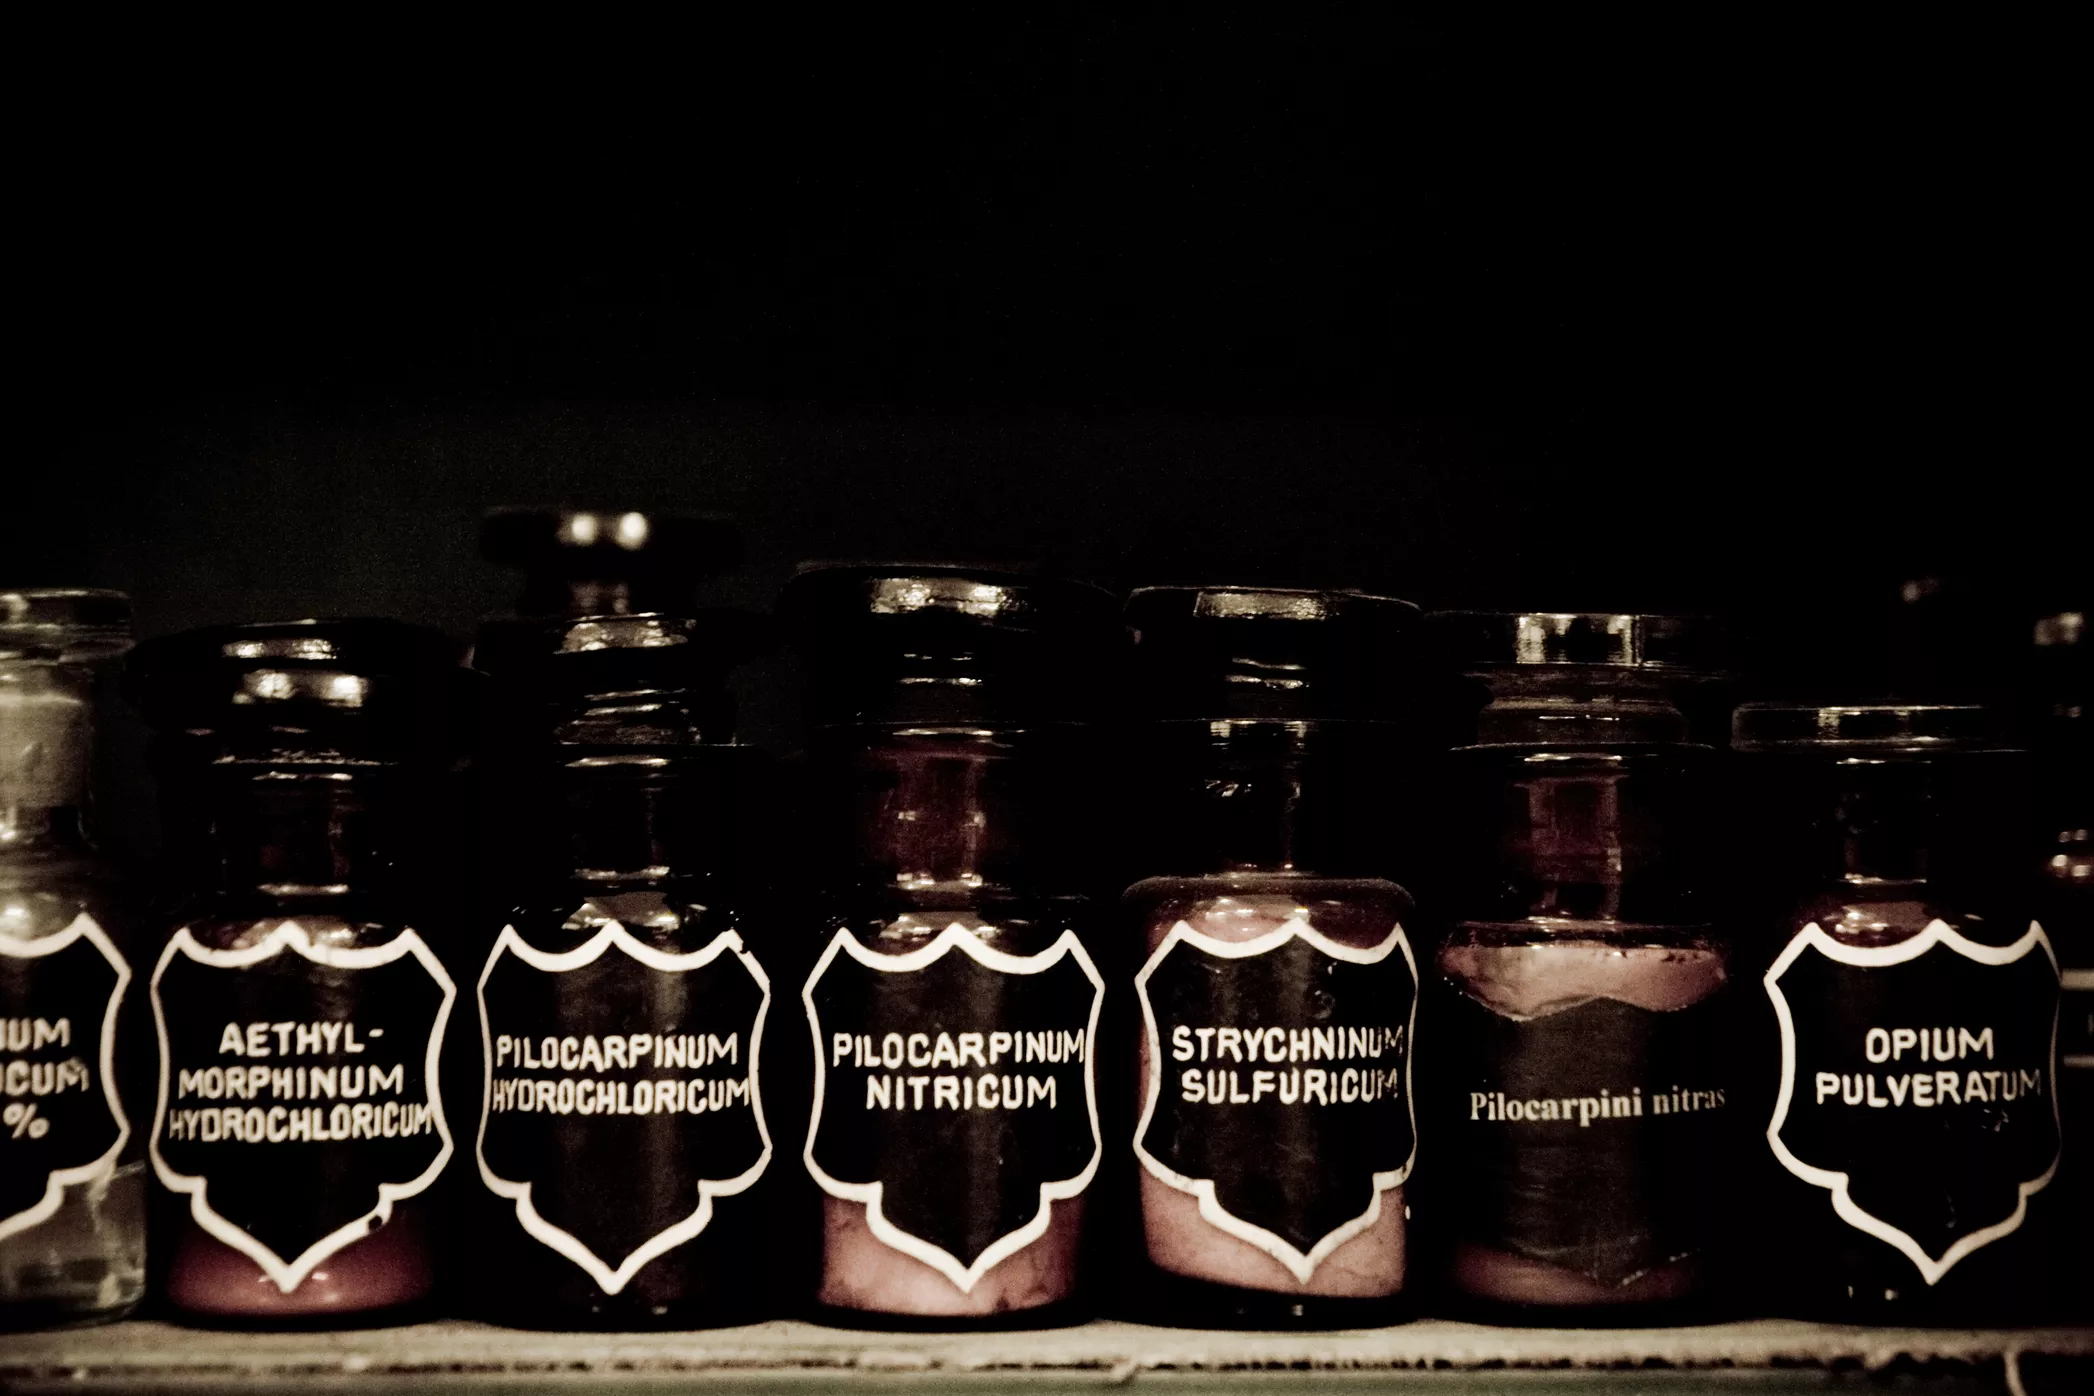 %
AETHYL-
MORPHINUM
HYDROCHLORICUM
PILOCARPINUM
HYDROCHLORICUM
PILOCARPINUM
NITRICUM
STRYCHNINUM
SULFURICUM
Pilocarpini nitras
OPIUM
PULVERATUM